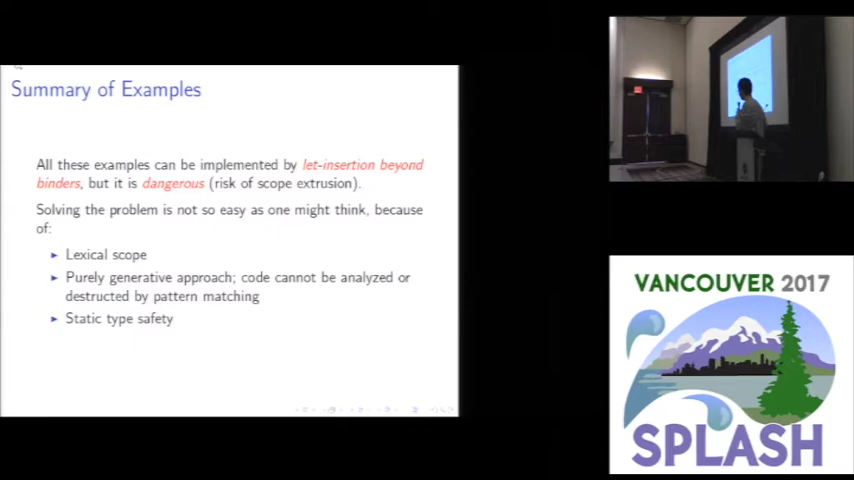 Summary of Examples
All these examples can be implemented by let-insertion beyond
binders, but it is dangerous (risk of scope extrusion).
Solving the problem is not so easy as one might think, because
of:
Lexical scope
Purely generative approach; code cannot be analyzed or
destructed by pattern matching
Static type safety
VANCOUVER 2017
SPLASH